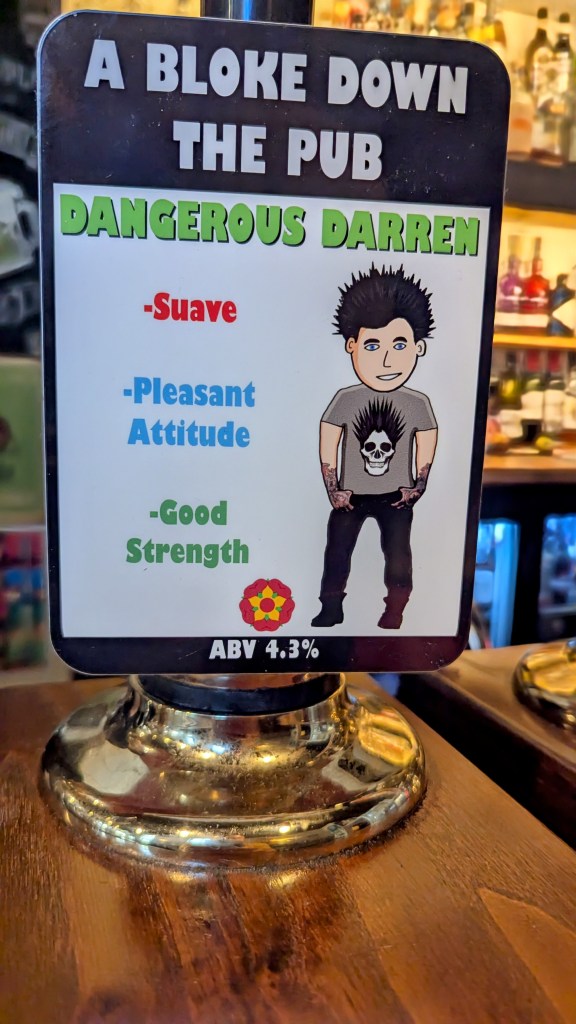 A BLOKE DOWN
THE PUB
DANGEROUS DARREN
-Suave
-Pleasant
Attitude
-Good
Strength
ABV 4.3%